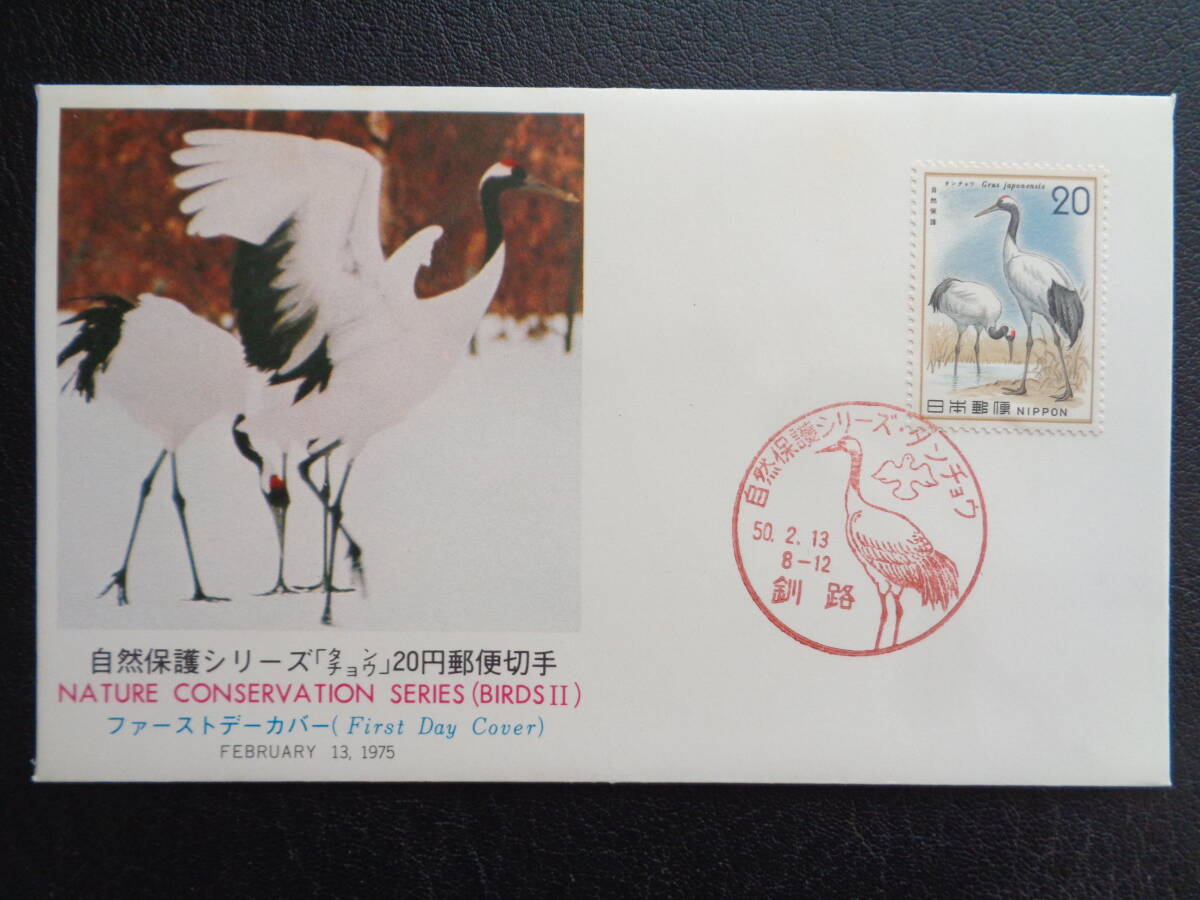 自然保護シリーズ「タンチョウ」20円郵便切手
NATURE CONSERVATION SERIES (BIRDS II)
ファーストデーカバー( First Day Cover)
FEBRUARY 13, 1975
タンチョウ Grus japonensis
20
自然保護
日本郵便 NIPPON
自然保護シリーズ・タンチョウ
50. 2. 13
8-12
釧路